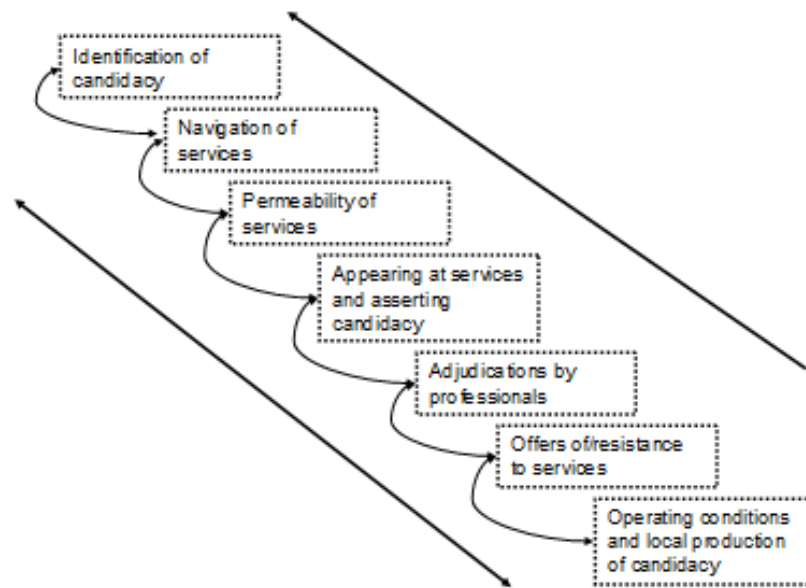 Identification of
candidacy
Navigation of
services
Permeability of
services
Appearing at services
and asserting
candidacy
Adjudications by
professionals
Offers of/resistance
to services
Operating conditions
and local production
of candidacy